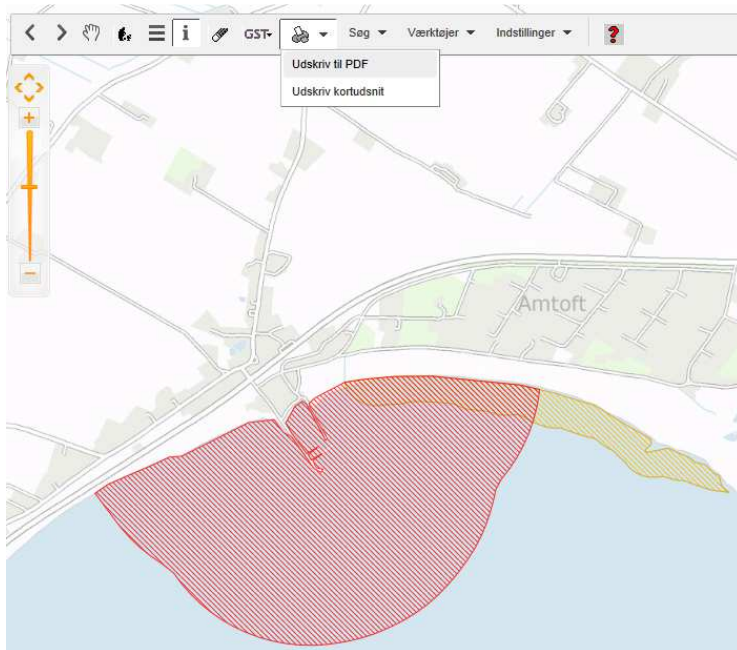 i GST Søg Værktøjer Indstillinger ?
Udskriv til PDF
Udskriv kortudsnit
Amtoft